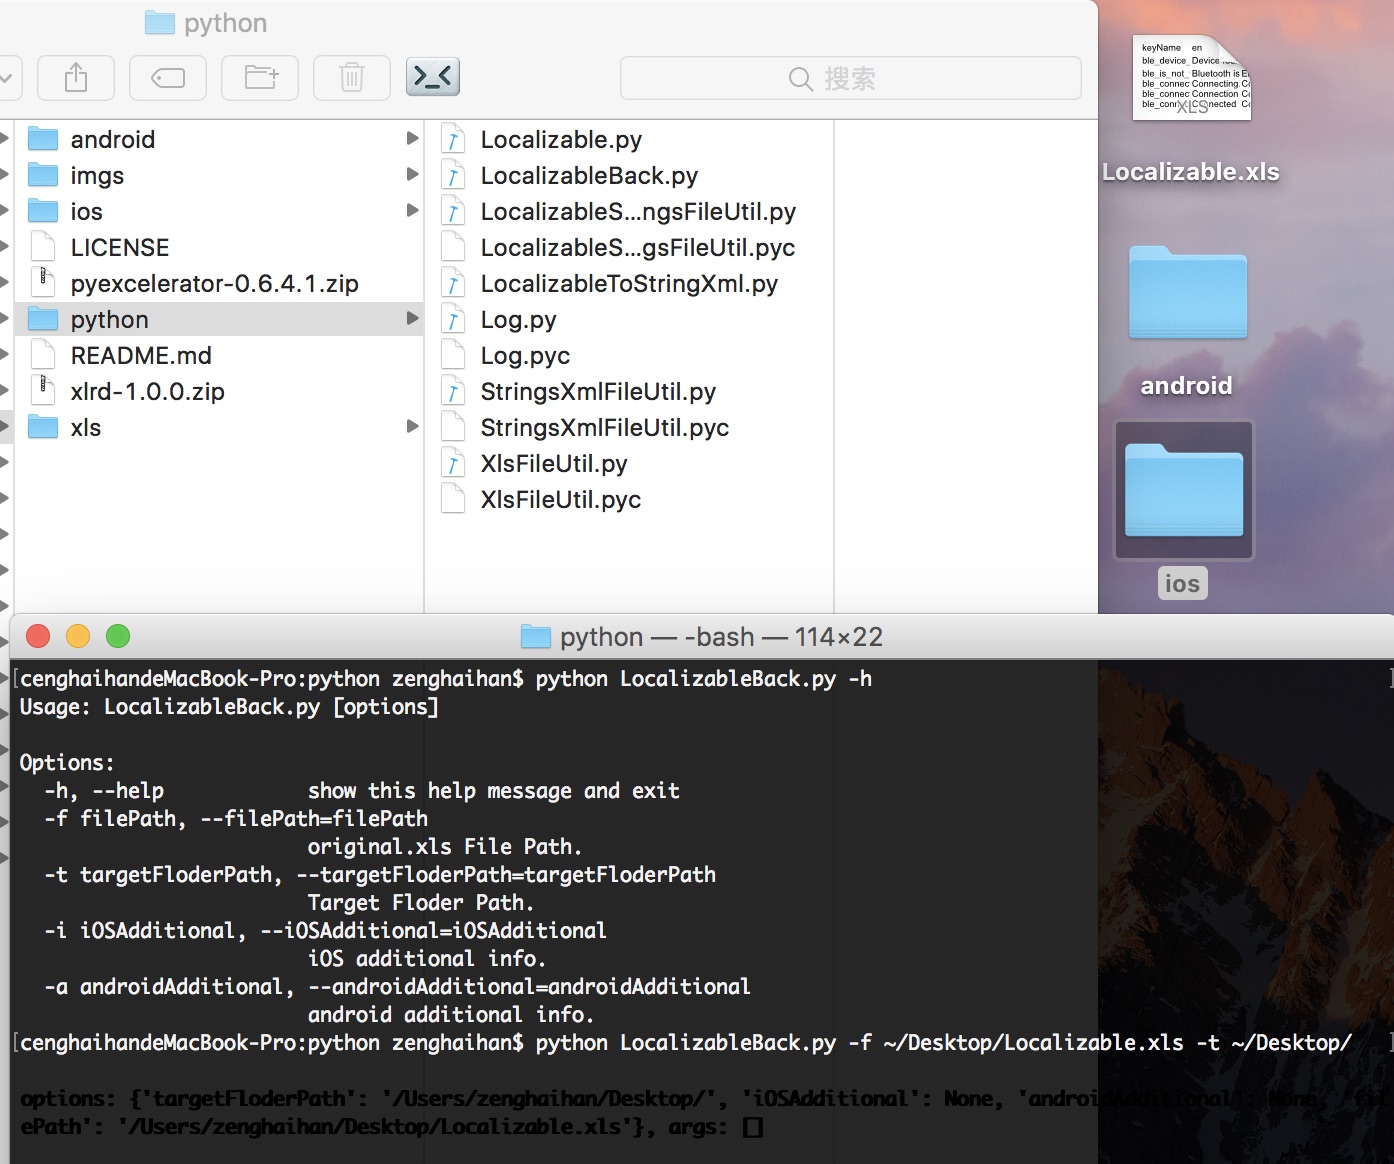 python
搜索
android
imgs
ios
LICENSE
pyexcelerator-0.6.4.1.zip
python
README.md
xlrd-1.0.0.zip
xls
Localizable.py
LocalizableBack.py
LocalizableS...ngsFileUtil.py
LocalizableS...gsFileUtil.pyc
LocalizableToStringXml.py
Log.py
Log.pyc
StringsXmlFileUtil.py
StringsXmlFileUtil.pyc
XlsFileUtil.py
XlsFileUtil.pyc
keyName en
ble_device_ Device
ble_is_not_ Bluetooth is
ble_connec Connecting
ble_connec Connection
XLS
Localizable.xls
android
ios
python — -bash — 114×22
[cenghaihandeMacBook-Pro:python zenghaihan$ python LocalizableBack.py -h ]
Usage: LocalizableBack.py [options]
Options:
-h, --help show this help message and exit
-f filePath, --filePath=filePath
original.xls File Path.
-t targetFloderPath, --targetFloderPath=targetFloderPath
Target Floder Path.
-i iOSAdditional, --iOSAdditional=iOSAdditional
iOS additional info.
-a androidAdditional, --androidAdditional=androidAdditional
android additional info.
[cenghaihandeMacBook-Pro:python zenghaihan$ python LocalizableBack.py -f ~/Desktop/Localizable.xls -t ~/Desktop/ ]
options: {'targetFloderPath': '/Users/zenghaihan/Desktop/', 'iOSAdditional': None, 'androidAdditional': None, 'fil
ePath': '/Users/zenghaihan/Desktop/Localizable.xls'}, args: []